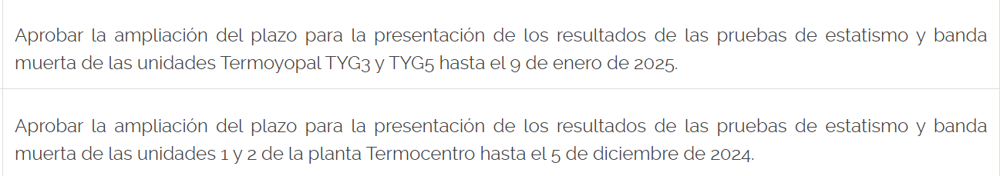 Aprobar la ampliación del plazo para la presentación de los resultados de las pruebas de estatismo y banda
muerta de las unidades Termoyopal TYG3 y TYG5 hasta el 9 de enero de 2025.
Aprobar la ampliación del plazo para la presentación de los resultados de las pruebas de estatismo y banda
muerta de las unidades 1 y 2 de la planta Termocentro hasta el 5 de diciembre de 2024.